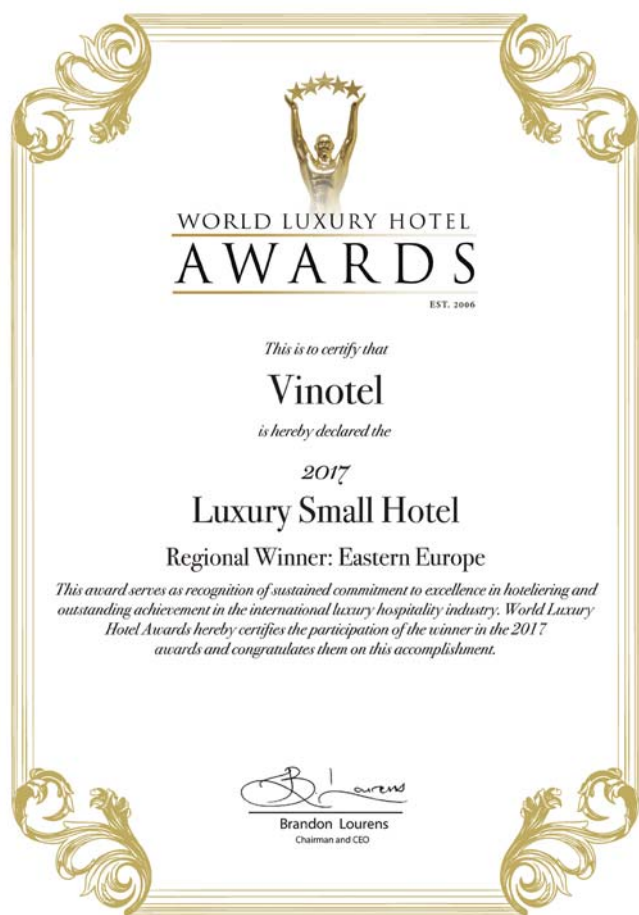 WORLD LUXURY HOTEL
AWARDS
EST. 2006
This is to certify that
Vinotel
is hereby declared the
2017
Luxury Small Hotel
Regional Winner: Eastern Europe
This award serves as recognition of sustained commitment to excellence in hoteliering and
outstanding achievement in the international luxury hospitality industry. World Luxury
Hotel Awards hereby certifies the participation of the winner in the 2017
awards and congratulates them on this accomplishment.
B Lourens
Brandon Lourens
Chairman and CEO